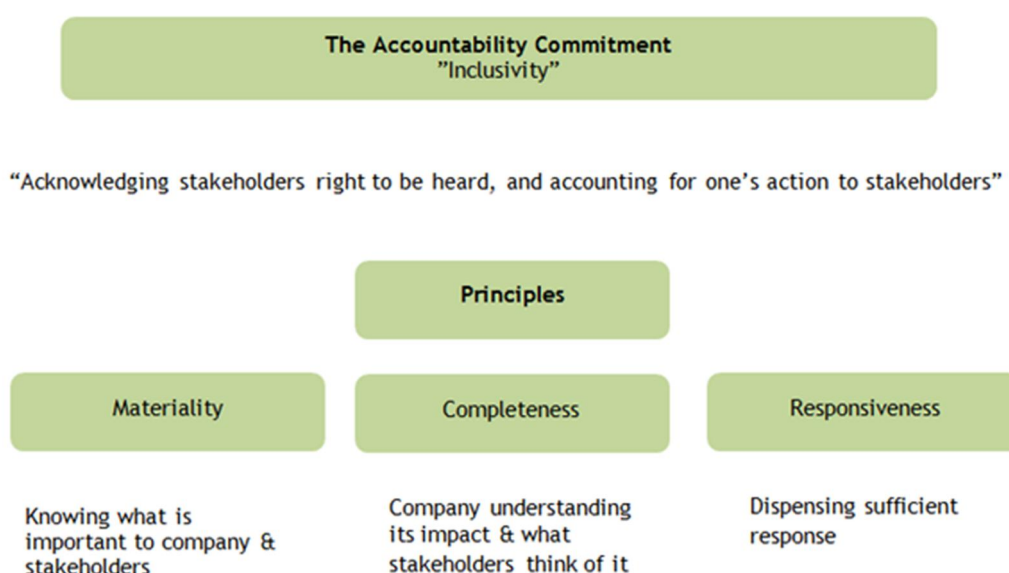 The Accountability Commitment
”Inclusivity”
“Acknowledging stakeholders right to be heard, and accounting for one’s action to stakeholders”
Principles
Materiality
Completeness
Responsiveness
Knowing what is
important to company &
stakeholders
Company understanding
its impact & what
stakeholders think of it
Dispensing sufficient
response